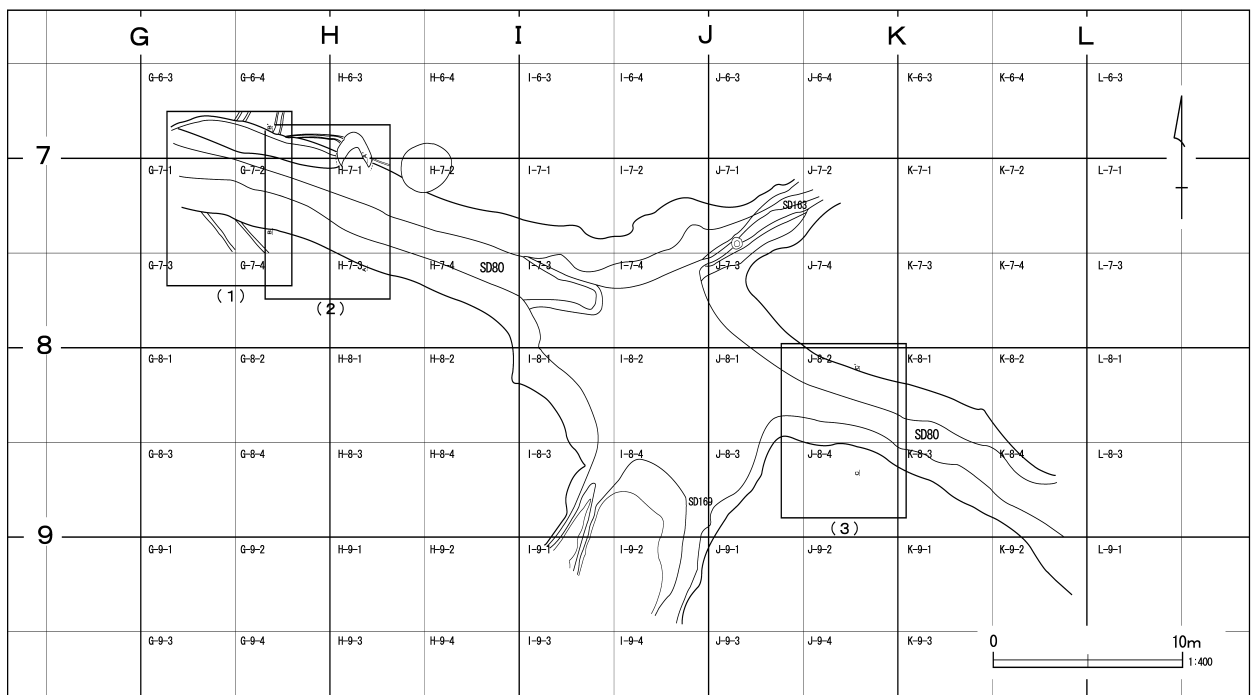 G H I J K L
G-6-3 G-6-4 H-6-3 H-6-4 I-6-3 I-6-4 J-6-3 J-6-4 K-6-3 K-6-4 L-6-3
7
G-7-1 G-7-2 H-7-1 H-7-2 I-7-1 I-7-2 J-7-1 J-7-2 K-7-1 K-7-2 L-7-1
SD163
G-7-3 G-7-4 H-7-3 H-7-4 SD80 I-7-3 I-7-4 J-7-3 J-7-4 K-7-3 K-7-4 L-7-3
(1)
(2)
8
G-8-1 G-8-2 H-8-1 H-8-2 I-8-1 I-8-2 J-8-1 J-8-2 K-8-1 K-8-2 L-8-1
SD80
G-8-3 G-8-4 H-8-3 H-8-4 I-8-3 I-8-4 J-8-3 J-8-4 K-8-3 K-8-4 L-8-3
SD169
(3)
9
G-9-1 G-9-2 H-9-1 H-9-2 I-9-1 I-9-2 J-9-1 J-9-2 K-9-1 K-9-2 L-9-1
G-9-3 G-9-4 H-9-3 H-9-4 I-9-3 I-9-4 J-9-3 J-9-4 K-9-3
0 10m
1:400